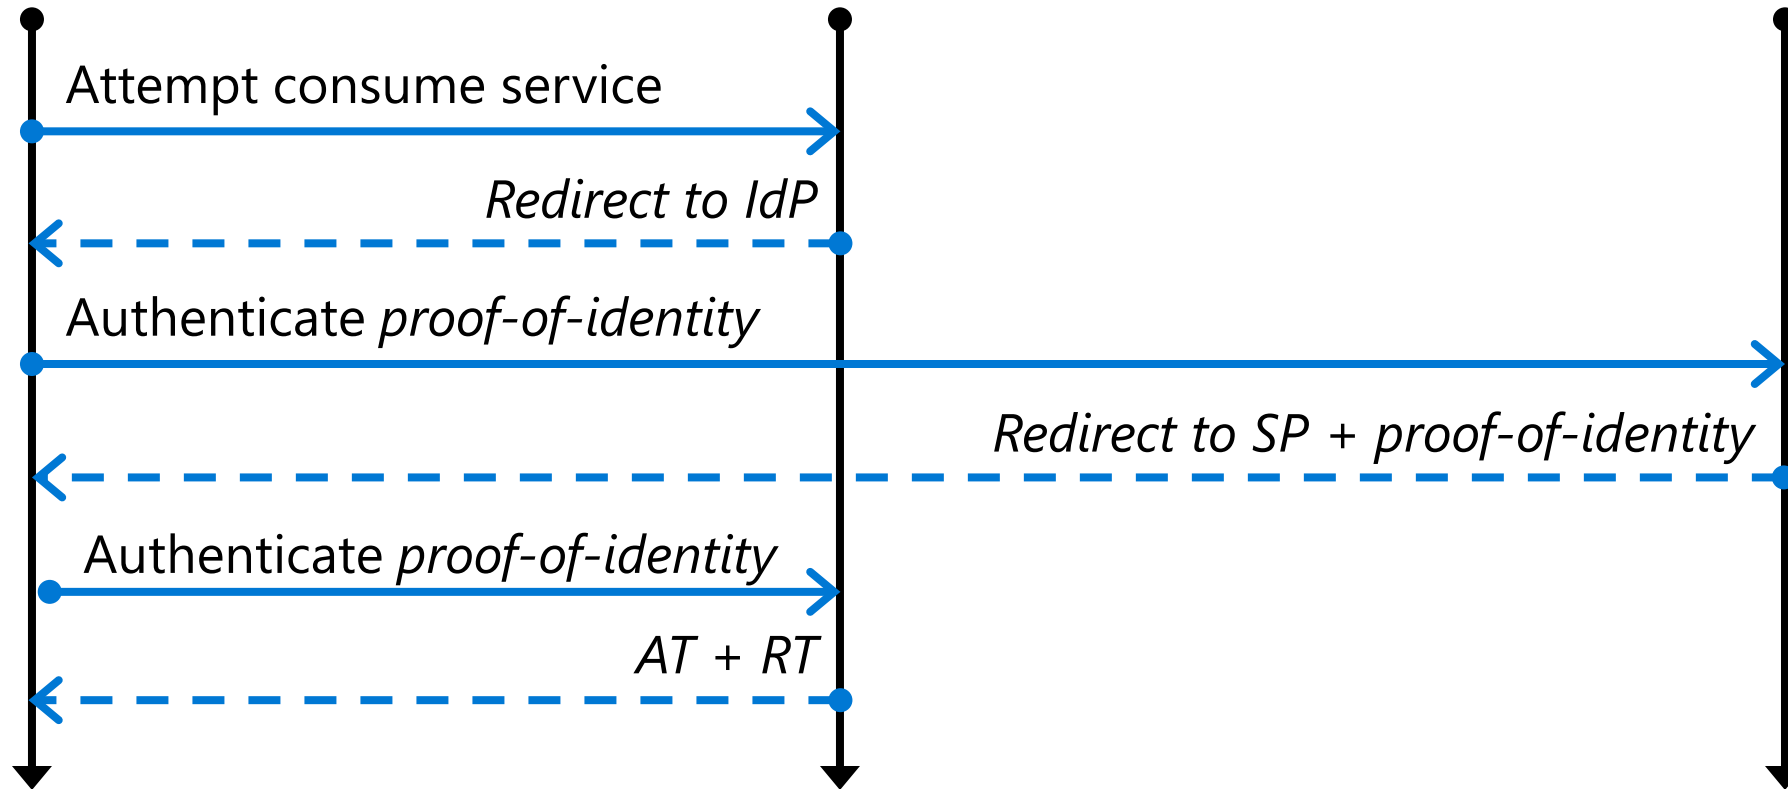 Attempt consume service
Redirect to IdP
Authenticate proof-of-identity
Redirect to SP + proof-of-identity
Authenticate proof-of-identity
AT + RT